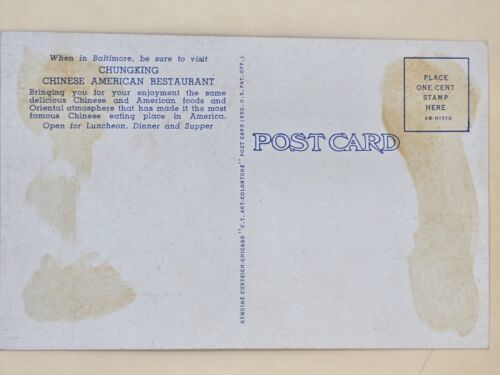 When in Baltimore, be sure to visit
CHUNGKING
CHINESE AMERICAN RESTAURANT
Bringing you for your enjoyment the same
delicious Chinese and American foods and
Oriental atmosphere that has made it the most
famous Chinese eating place in America.
Open for Luncheon, Dinner and Supper
GENUINE CURTEICH-CHICAGO "C.T. ART-COLORTONE" POST CARD (REG. U.S. PAT. OFF.)
POST CARD
PLACE
ONE CENT
STAMP
HERE
4B-H1510